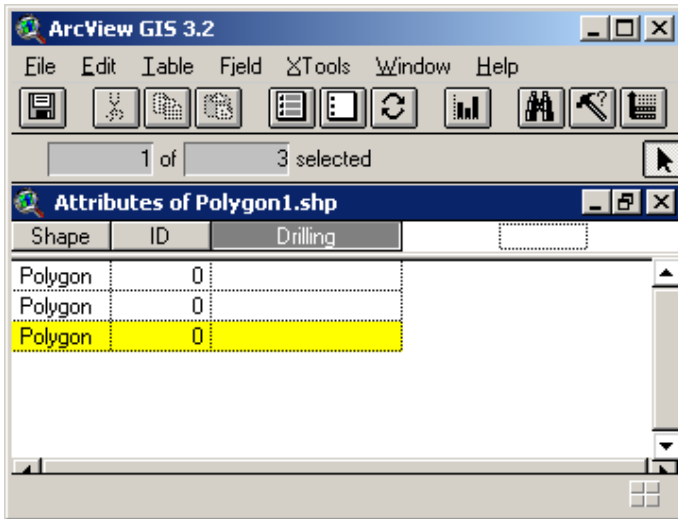 ArcView GIS 3.2
File Edit Table Field XTools Window Help
1 of 3 selected
Attributes of Polygon1.shp
Shape ID Drilling
Polygon 0
Polygon 0
Polygon 0